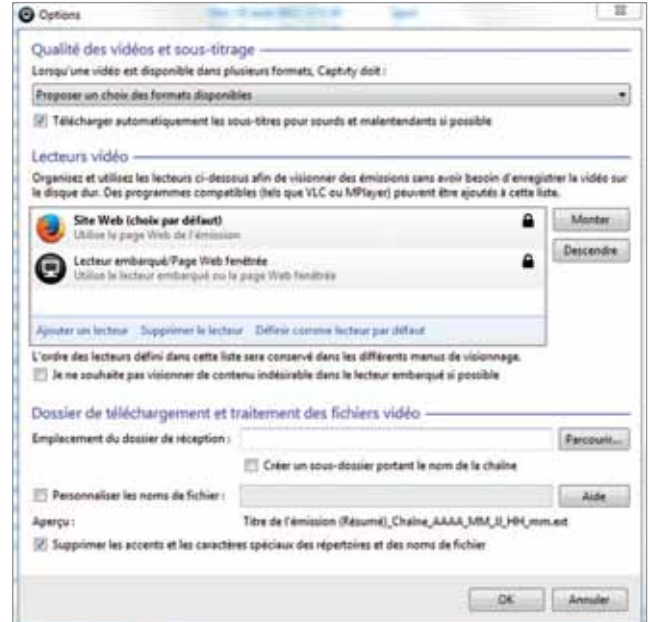 Options
Qualité des vidéos et sous-titrage
Lorsqu'une vidéo est disponible dans plusieurs formats, Captvty doit :
Proposer un choix des formats disponibles
Télécharger automatiquement les sous-titres pour sourds et malentendants si possible
Lecteurs vidéo
Organisez et utilisez les lecteurs ci-dessous afin de visionner des émissions sans avoir besoin d'enregistrer la vidéo sur
le disque dur. Des programmes compatibles (tels que VLC ou MPlayer) peuvent être ajoutés à cette liste.
Site Web (choix par défaut)
Utilise la page Web de l'émission
Monter
Lecteur embarqué/Page Web fenêtrée
Utilise le lecteur embarqué ou la page Web fenêtrée
Descendre
Ajouter un lecteur Supprimer le lecteur Définir comme lecteur par défaut
L'ordre des lecteurs défini dans cette liste sera conservé dans les différents menus de visionnage.
Je ne souhaite pas visionner de contenu indésirable dans le lecteur embarqué si possible
Dossier de téléchargement et traitement des fichiers vidéo
Emplacement du dossier de réception : Parcourir...
Créer un sous-dossier portant le nom de la chaîne
Personnaliser les noms de fichier : Aide
Aperçu : Titre de l'émission (Résumé)_Chaîne_AAAA_MM_JJ_HH_mm.ext
Supprimer les accents et les caractères spéciaux des répertoires et des noms de fichier
OK Annuler